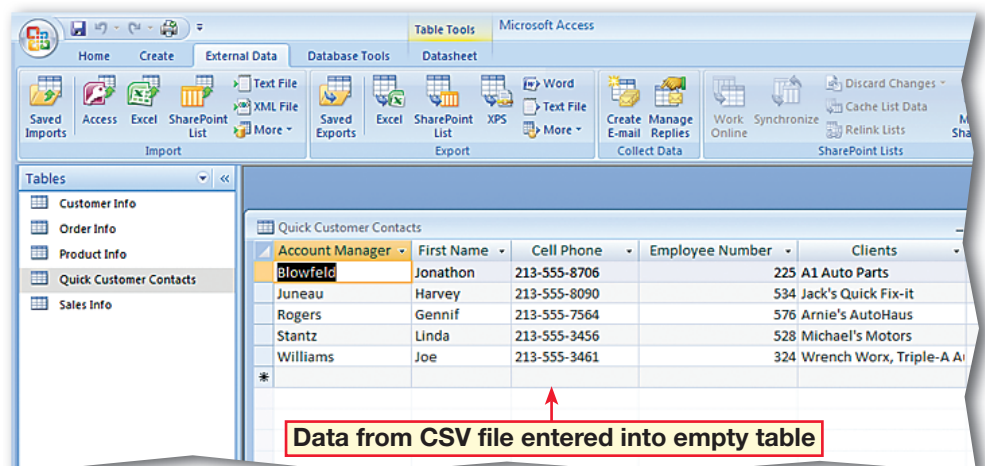 Table Tools Microsoft Access
Home Create External Data Database Tools Datasheet
Saved Imports
Access
Excel
SharePoint List
Text File
XML File
More
Import
Saved Exports
Excel
SharePoint List
XPS
Word
Text File
More
Export
Create E-mail
Manage Replies
Collect Data
Work Online
Synchronize
Discard Changes
Cache List Data
Relink Lists
SharePoint Lists
Tables
Customer Info
Order Info
Product Info
Quick Customer Contacts
Sales Info
Quick Customer Contacts
Account Manager First Name Cell Phone Employee Number Clients
Blowfeld Jonathon 213-555-8706 225 A1 Auto Parts
Juneau Harvey 213-555-8090 534 Jack's Quick Fix-it
Rogers Gennif 213-555-7564 576 Arnie's AutoHaus
Stantz Linda 213-555-3456 528 Michael's Motors
Williams Joe 213-555-3461 324 Wrench Worx, Triple-A
Data from CSV file entered into empty table